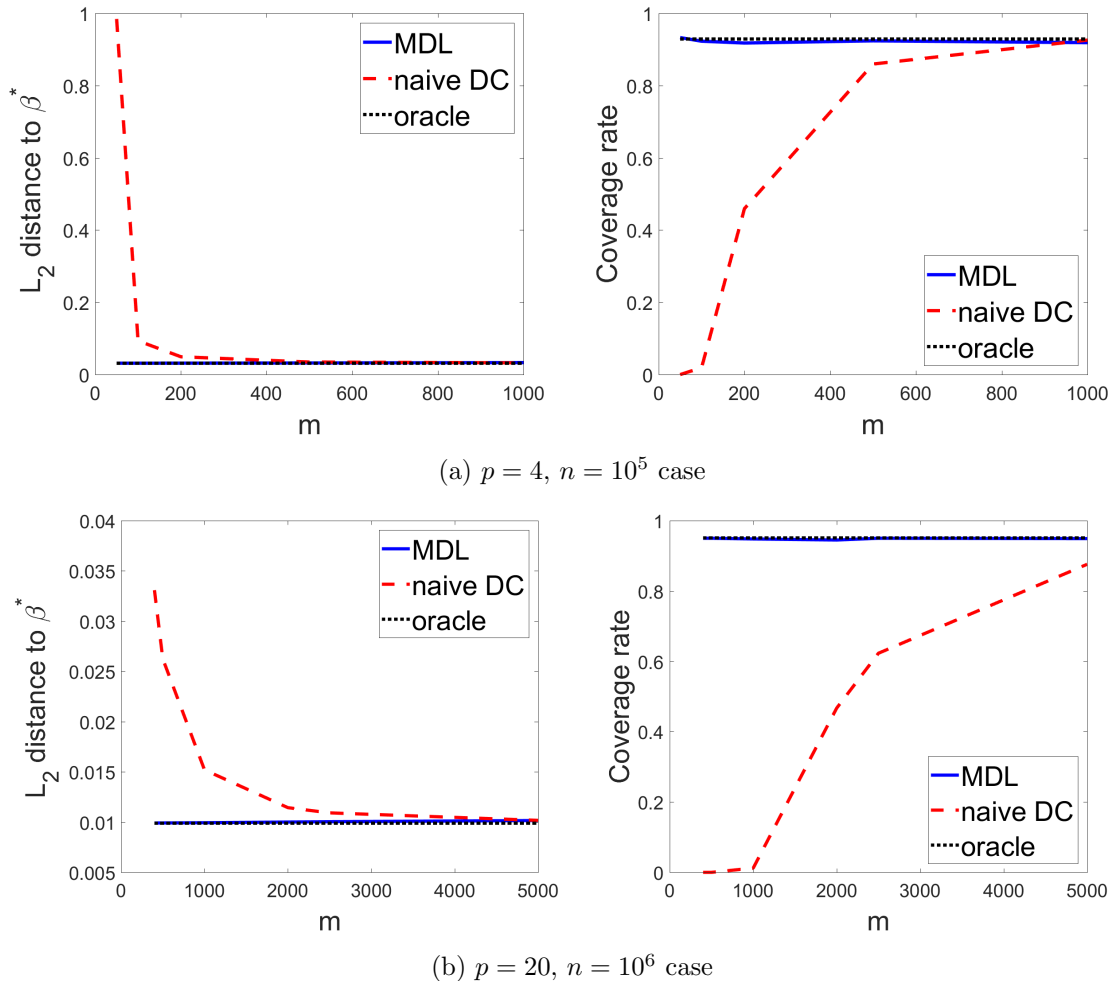 1
0.8
0.6
0.4
0.2
0
L2 distance to β*
MDL
naive DC
oracle
0 200 400 600 800 1000
m
1
0.8
0.6
0.4
0.2
0
Coverage rate
MDL
naive DC
oracle
0 200 400 600 800 1000
m
(a) p = 4, n = 10⁵ case
0.04
0.035
0.03
0.025
0.02
0.015
0.01
0.005
L2 distance to β*
MDL
naive DC
oracle
0 1000 2000 3000 4000 5000
m
1
0.8
0.6
0.4
0.2
0
Coverage rate
MDL
naive DC
oracle
0 1000 2000 3000 4000 5000
m
(b) p = 20, n = 10⁶ case